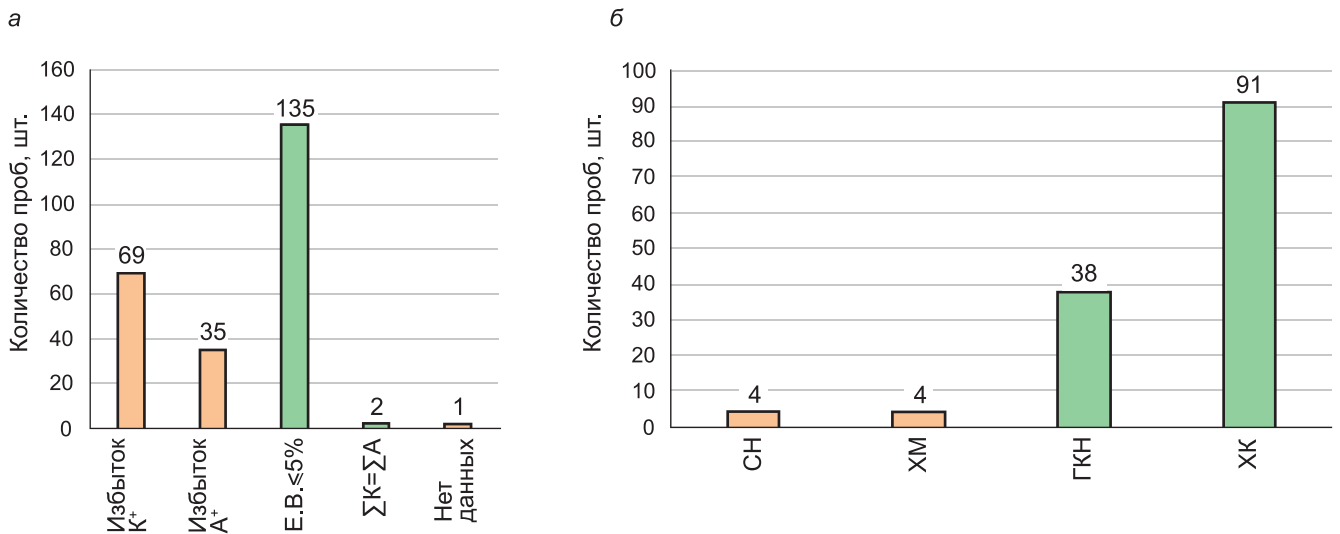 а
Количество проб, шт.
160
140
120
100
80
60
40
20
0
69
35
135
2
1
Избыток
К⁺
Избыток
А⁺
Е.В.⩽5%
∑К=∑А
Нет
данных
б
Количество проб, шт.
100
90
80
70
60
50
40
30
20
10
0
4
4
38
91
СН
ХМ
ГКН
ХК